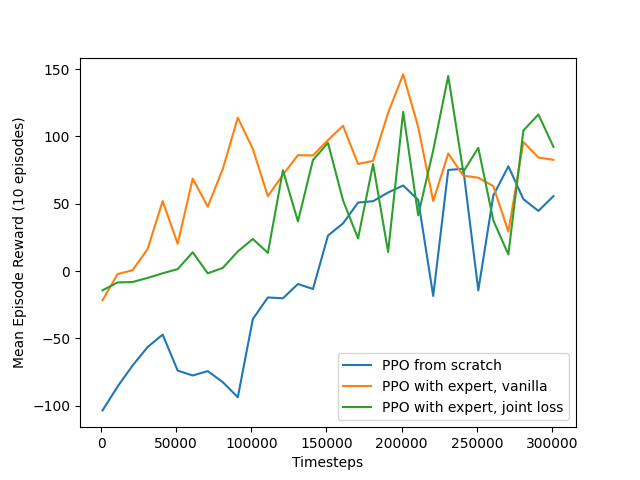 150
100
50
0
−50
−100
Mean Episode Reward (10 episodes)
PPO from scratch
PPO with expert, vanilla
PPO with expert, joint loss
0 50000 100000 150000 200000 250000 300000
Timesteps